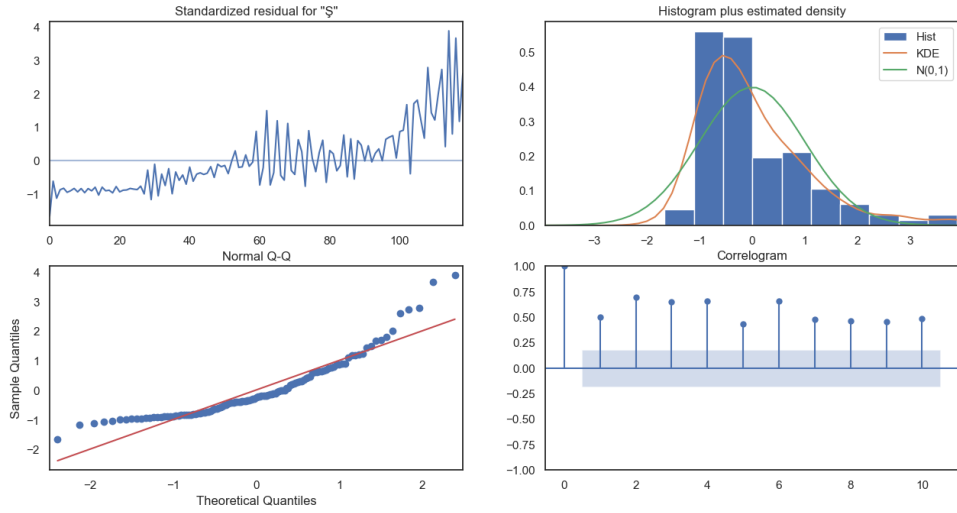 Standardized residual for "Ş"
4
3
2
1
0
−1
0 20 40 60 80 100
Histogram plus estimated density
Hist
KDE
N(0,1)
0.5
0.4
0.3
0.2
0.1
0.0
−3 −2 −1 0 1 2 3
Normal Q-Q
Sample Quantiles
4
3
2
1
0
−1
−2
−2 −1 0 1 2
Theoretical Quantiles
Correlogram
1.00
0.75
0.50
0.25
0.00
−0.25
−0.50
−0.75
−1.00
0 2 4 6 8 10